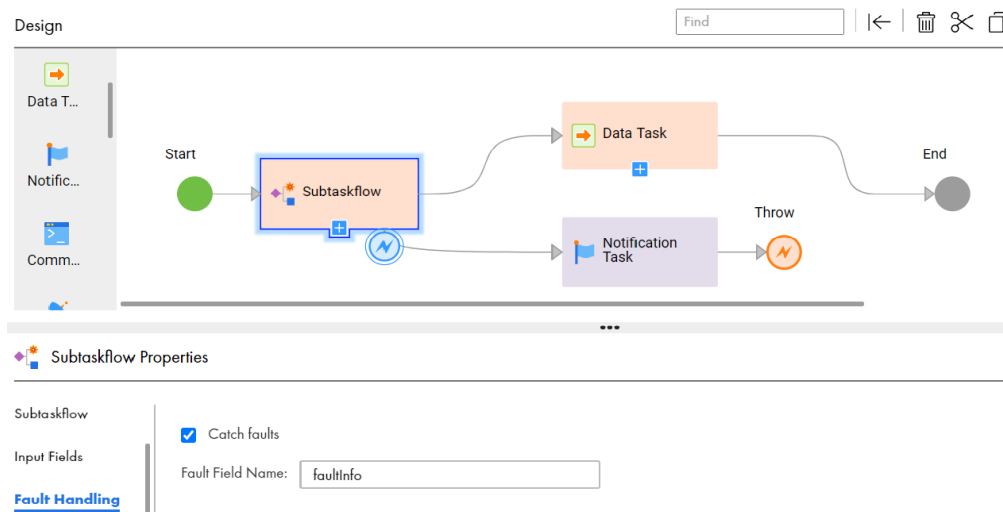 Design
Find
Data T...
Notific...
Comm...
Start
Subtaskflow
Data Task
Notification
Task
Throw
End
Subtaskflow Properties
Subtaskflow
Input Fields
Fault Handling
Catch faults
Fault Field Name:
faultInfo